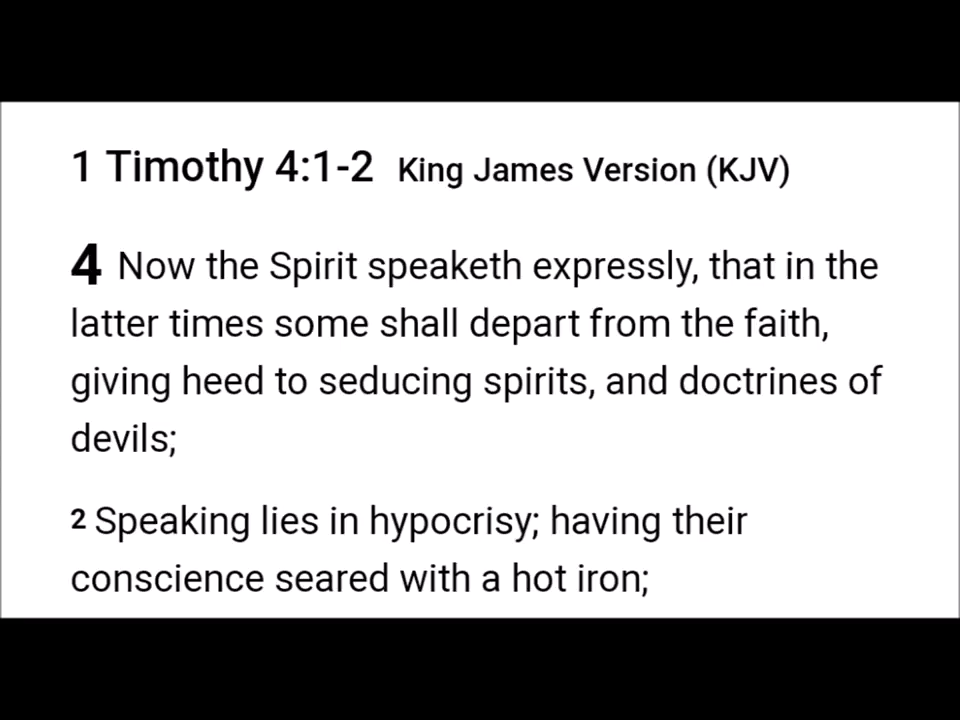 1 Timothy 4:1-2 King James Version (KJV)
4 Now the Spirit speaketh expressly, that in the
latter times some shall depart from the faith,
giving heed to seducing spirits, and doctrines of
devils;
2 Speaking lies in hypocrisy; having their
conscience seared with a hot iron;